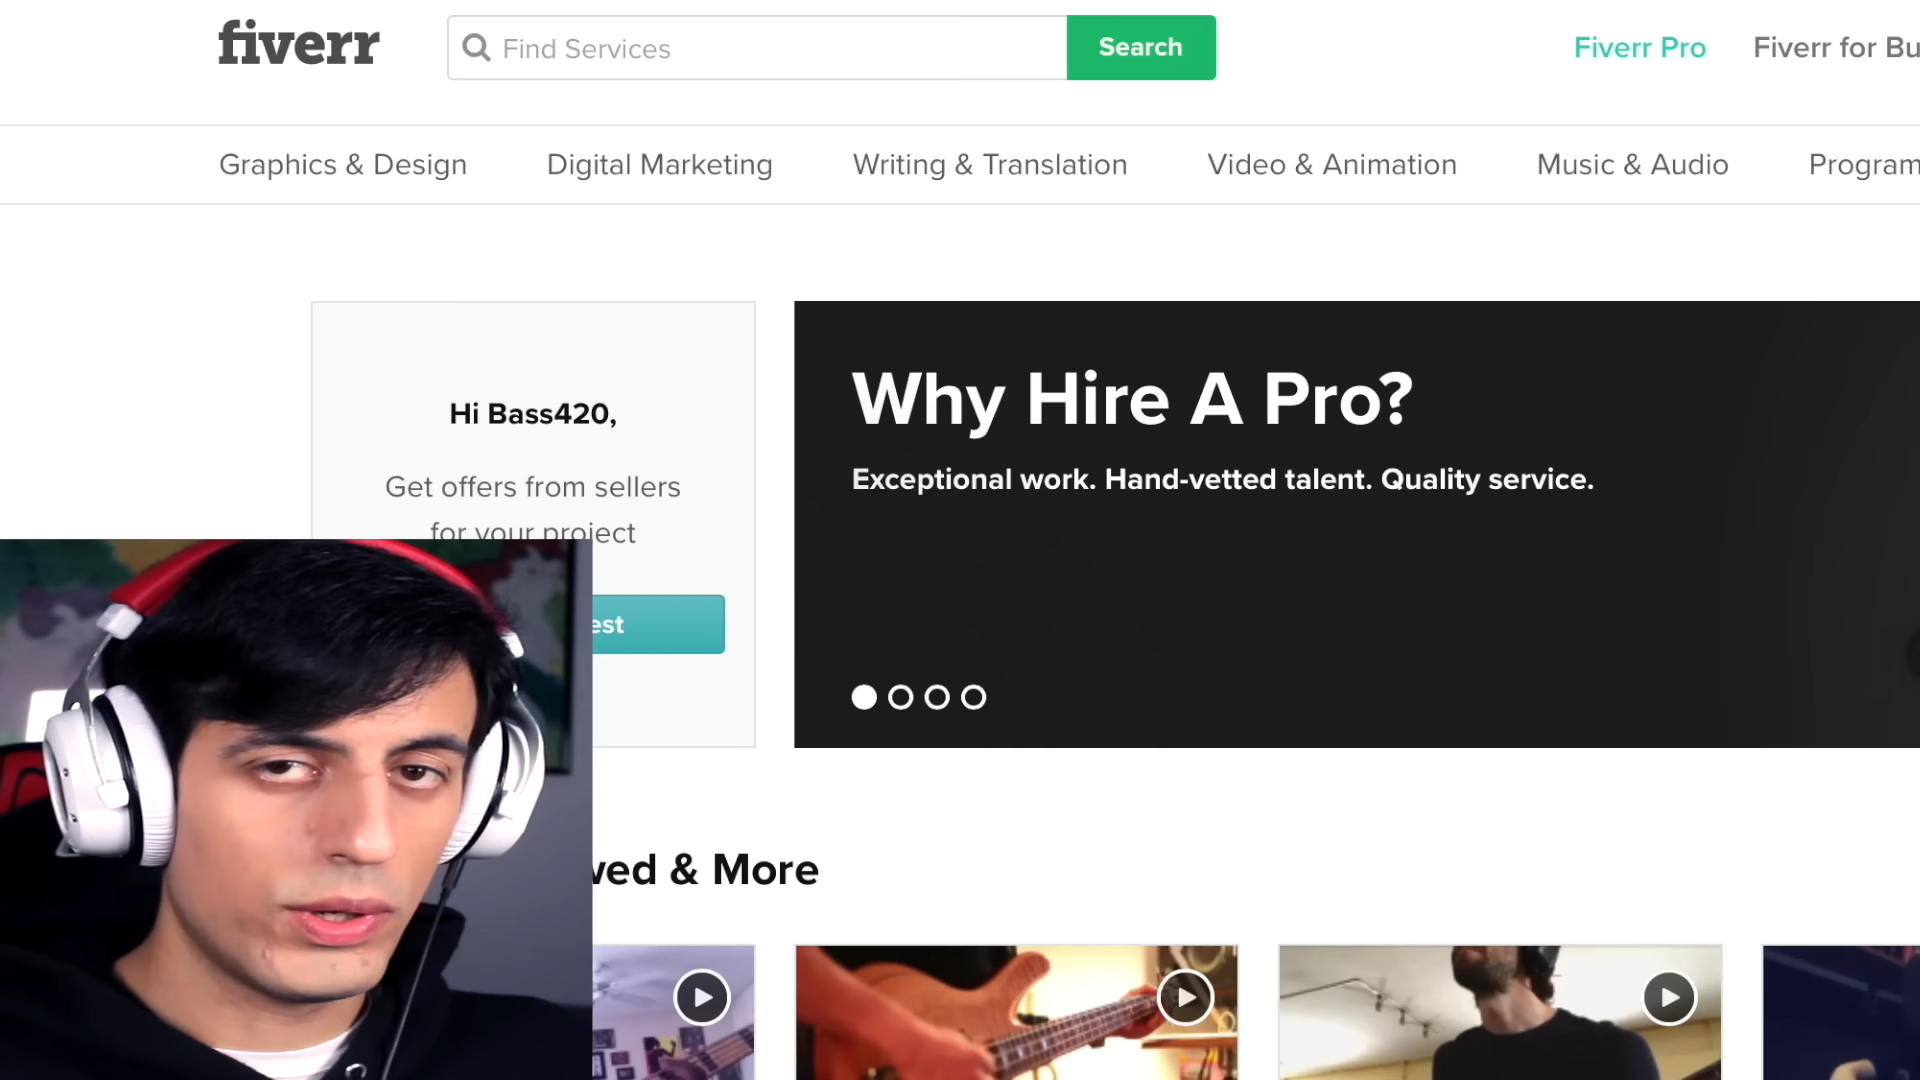 fiverr
Find Services
Search
Fiverr Pro
Fiverr for Bu
Graphics & Design
Digital Marketing
Writing & Translation
Video & Animation
Music & Audio
Program
Hi Bass420,
Get offers from sellers
for your project
est
Why Hire A Pro?
Exceptional work. Hand-vetted talent. Quality service.
wed & More